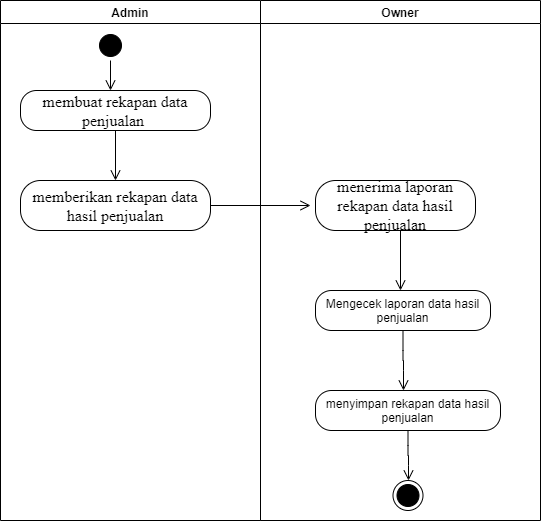 Admin
Owner
membuat rekapan data
penjualan
memberikan rekapan data
hasil penjualan
menerima laporan
rekapan data hasil
penjualan
Mengecek laporan data hasil
penjualan
menyimpan rekapan data hasil
penjualan